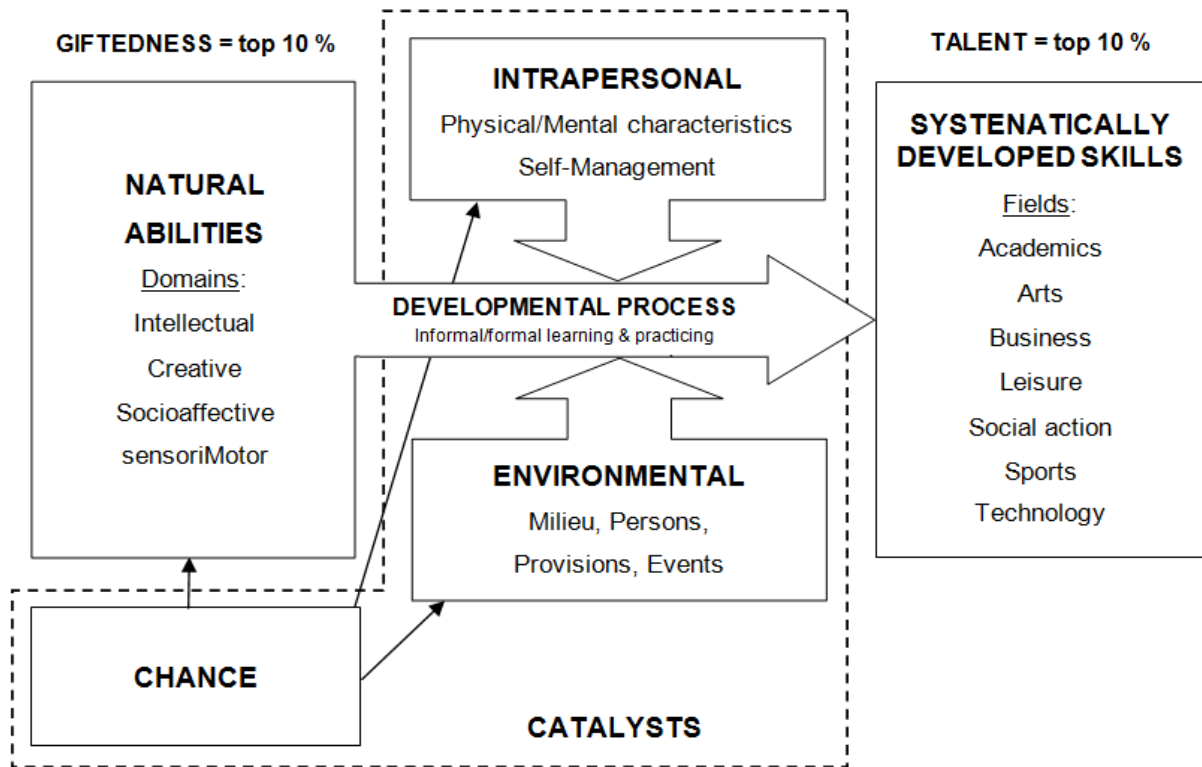 GIFTEDNESS = top 10 %
NATURAL
ABILITIES
Domains:
Intellectual
Creative
Socioaffective
sensoriMotor
CHANCE
INTRAPERSONAL
Physical/Mental characteristics
Self-Management
DEVELOPMENTAL PROCESS
Informal/formal learning & practicing
ENVIRONMENTAL
Milieu, Persons,
Provisions, Events
CATALYSTS
TALENT = top 10 %
SYSTENATICALLY
DEVELOPED SKILLS
Fields:
Academics
Arts
Business
Leisure
Social action
Sports
Technology